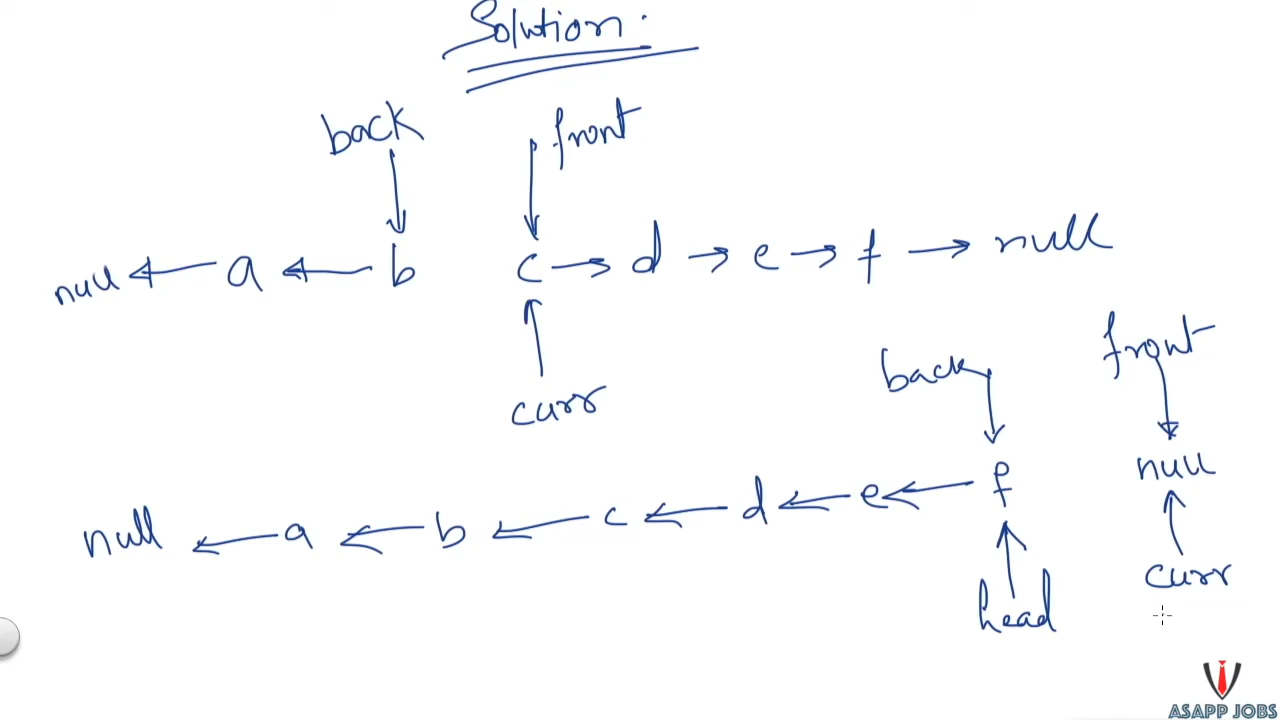 Solution:
back front
null ← a ← b c → d → e → f → null
curr
back front
null ← a ← b ← c ← d ← e ← f null
head curr
ASAPP JOBS